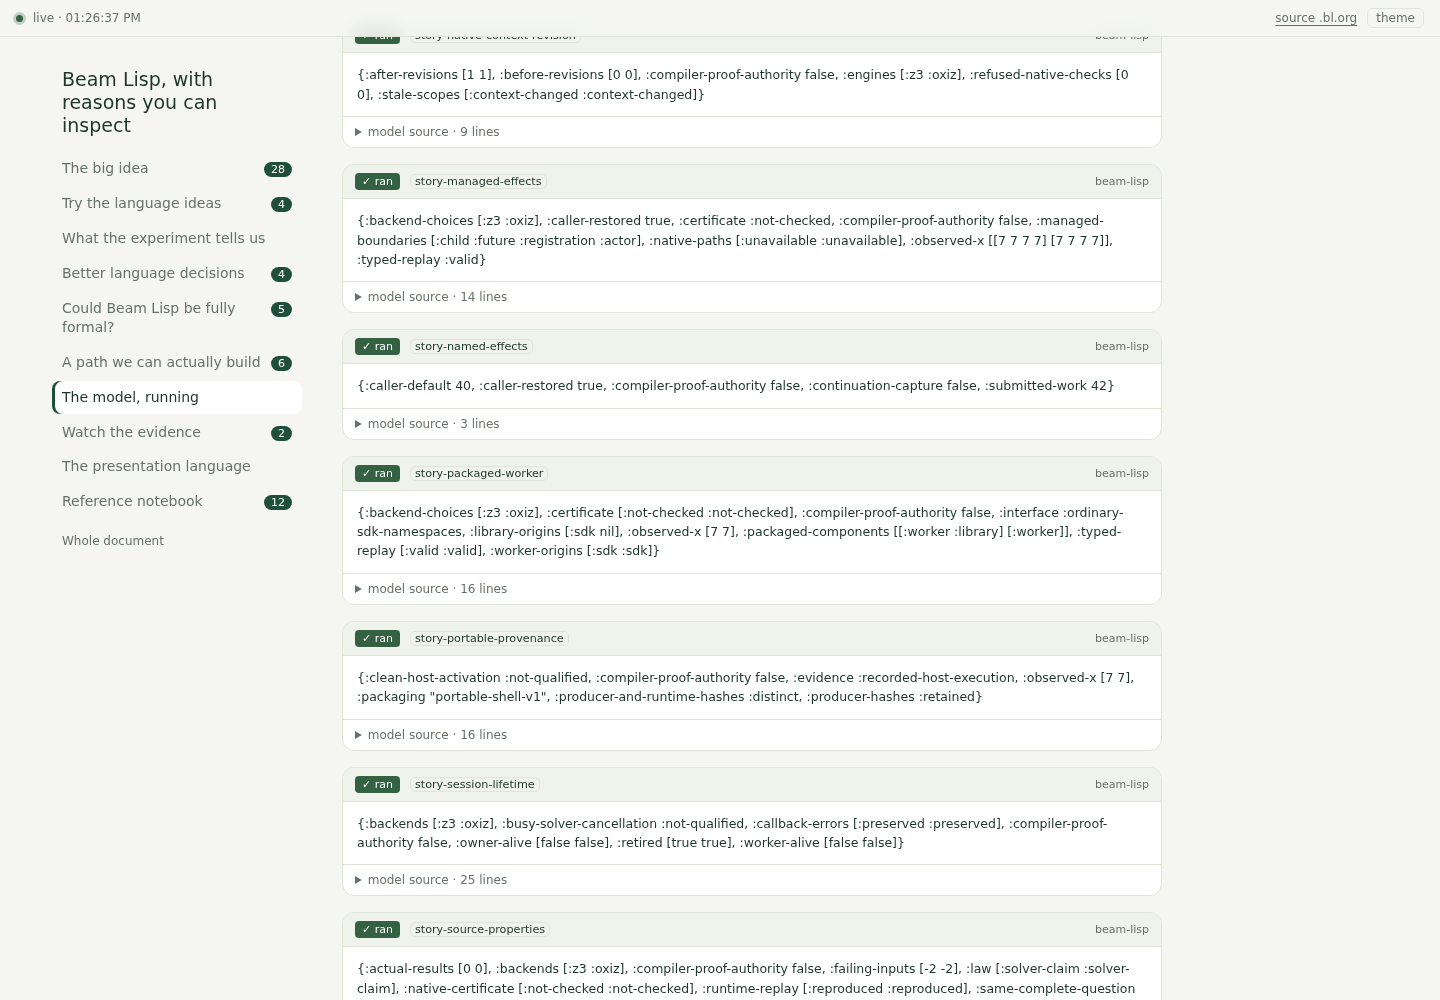 live · 01:26:37 PM
source .bl.org
theme
Beam Lisp, with
reasons you can
inspect
The big idea 28
Try the language ideas 4
What the experiment tells us
Better language decisions 4
Could Beam Lisp be fully
formal? 5
A path we can actually build 6
The model, running
Watch the evidence 2
The presentation language
Reference notebook 12
Whole document
✓ ran story-native-context-revision beam-lisp
{:after-revisions [1 1], :before-revisions [0 0], :compiler-proof-authority false, :engines [:z3 :oxiz], :refused-native-checks [0
0], :stale-scopes [:context-changed :context-changed]}
▶ model source · 9 lines
✓ ran story-managed-effects beam-lisp
{:backend-choices [:z3 :oxiz], :caller-restored true, :certificate :not-checked, :compiler-proof-authority false, :managed-
boundaries [:child :future :registration :actor], :native-paths [:unavailable :unavailable], :observed-x [[7 7 7 7] [7 7 7 7]],
:typed-replay :valid}
▶ model source · 14 lines
✓ ran story-named-effects beam-lisp
{:caller-default 40, :caller-restored true, :compiler-proof-authority false, :continuation-capture false, :submitted-work 42}
▶ model source · 3 lines
✓ ran story-packaged-worker beam-lisp
{:backend-choices [:z3 :oxiz], :certificate [:not-checked :not-checked], :compiler-proof-authority false, :interface :ordinary-
sdk-namespaces, :library-origins [:sdk nil], :observed-x [7 7], :packaged-components [[:worker :library] [:worker]], :typed-
replay [:valid :valid], :worker-origins [:sdk :sdk]}
▶ model source · 16 lines
✓ ran story-portable-provenance beam-lisp
{:clean-host-activation :not-qualified, :compiler-proof-authority false, :evidence :recorded-host-execution, :observed-x [7 7],
:packaging "portable-shell-v1", :producer-and-runtime-hashes :distinct, :producer-hashes :retained}
▶ model source · 16 lines
✓ ran story-session-lifetime beam-lisp
{:backends [:z3 :oxiz], :busy-solver-cancellation :not-qualified, :callback-errors [:preserved :preserved], :compiler-proof-
authority false, :owner-alive [false false], :retired [true true], :worker-alive [false false]}
▶ model source · 25 lines
✓ ran story-source-properties beam-lisp
{:actual-results [0 0], :backends [:z3 :oxiz], :compiler-proof-authority false, :failing-inputs [-2 -2], :law [:solver-claim :solver-
claim], :native-certificate [:not-checked :not-checked], :runtime-replay [:reproduced :reproduced], :same-complete-question